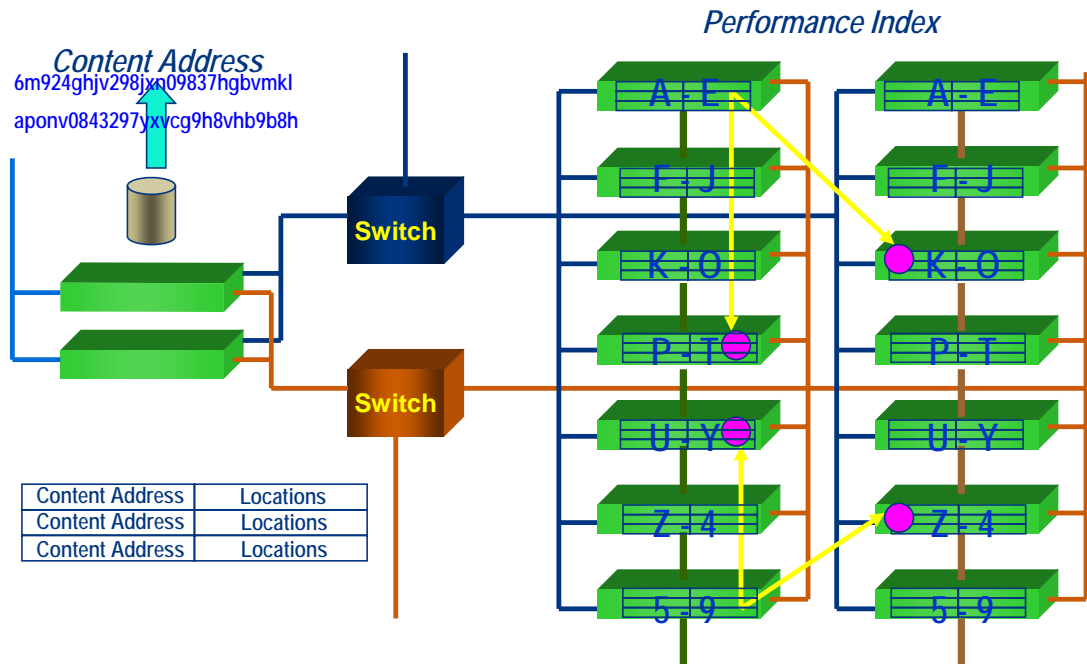 Performance Index
Content Address
6m924ghjv298jxn09837hgbvmkl
aponv0843297yxvcg9h8vhb9b8h
Switch
Switch
A - E
A - E
F - J
F - J
K - O
K - O
P - T
P - T
U - Y
U - Y
Z - 4
Z - 4
5 - 9
5 - 9
Content Address Locations
Content Address Locations
Content Address Locations